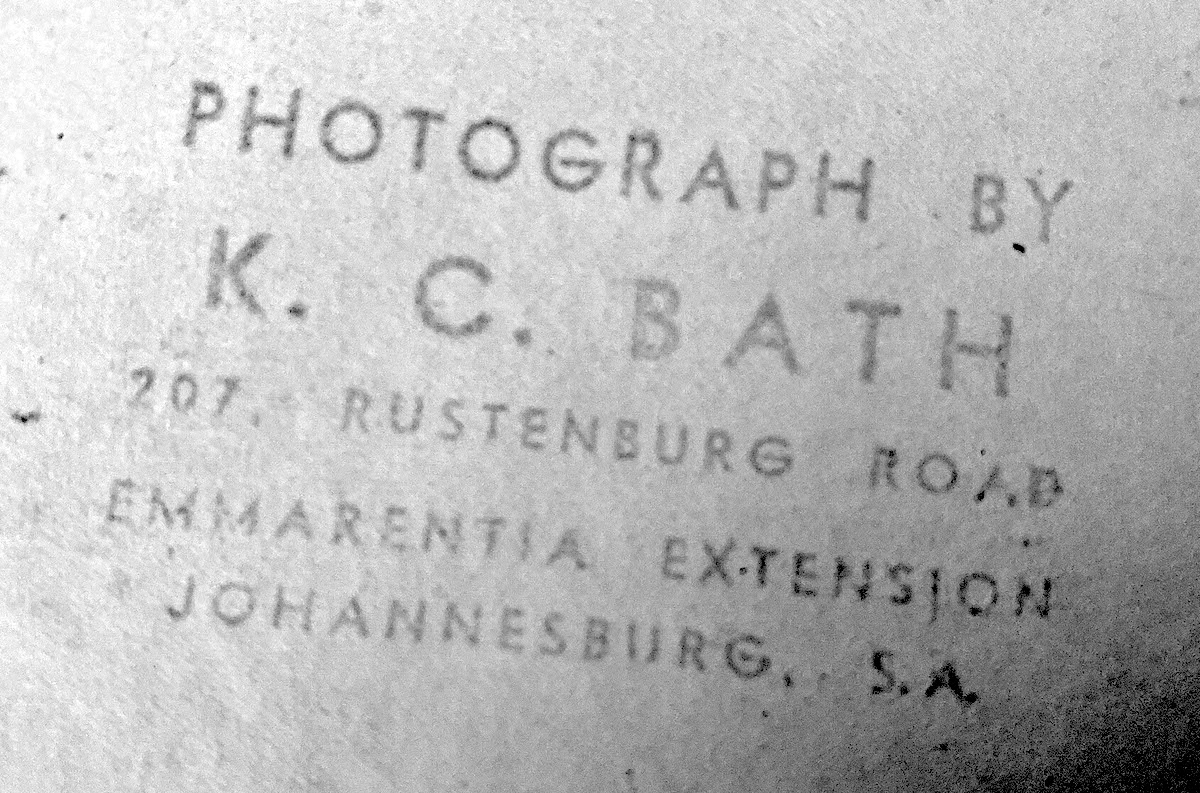 PHOTOGRAPH BY
K. C. BATH
207, RUSTENBURG ROAD
EMMARENTIA EXTENSION
JOHANNESBURG, S.A.